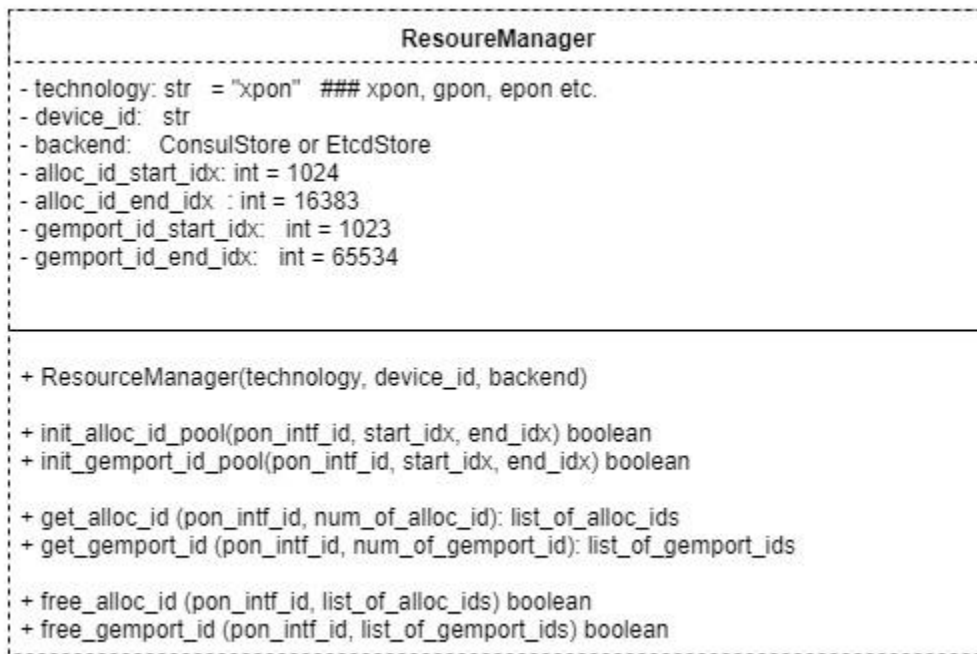 ResoureManager
- technology: str = "xpon" ### xpon, gpon, epon etc.
- device_id: str
- backend: ConsulStore or EtcdStore
- alloc_id_start_idx: int = 1024
- alloc_id_end_idx : int = 16383
- gemport_id_start_idx: int = 1023
- gemport_id_end_idx: int = 65534
+ ResourceManager(technology, device_id, backend)
+ init_alloc_id_pool(pon_intf_id, start_idx, end_idx) boolean
+ init_gemport_id_pool(pon_intf_id, start_idx, end_idx) boolean
+ get_alloc_id (pon_intf_id, num_of_alloc_id): list_of_alloc_ids
+ get_gemport_id (pon_intf_id, num_of_gemport_id): list_of_gemport_ids
+ free_alloc_id (pon_intf_id, list_of_alloc_ids) boolean
+ free_gemport_id (pon_intf_id, list_of_gemport_ids) boolean